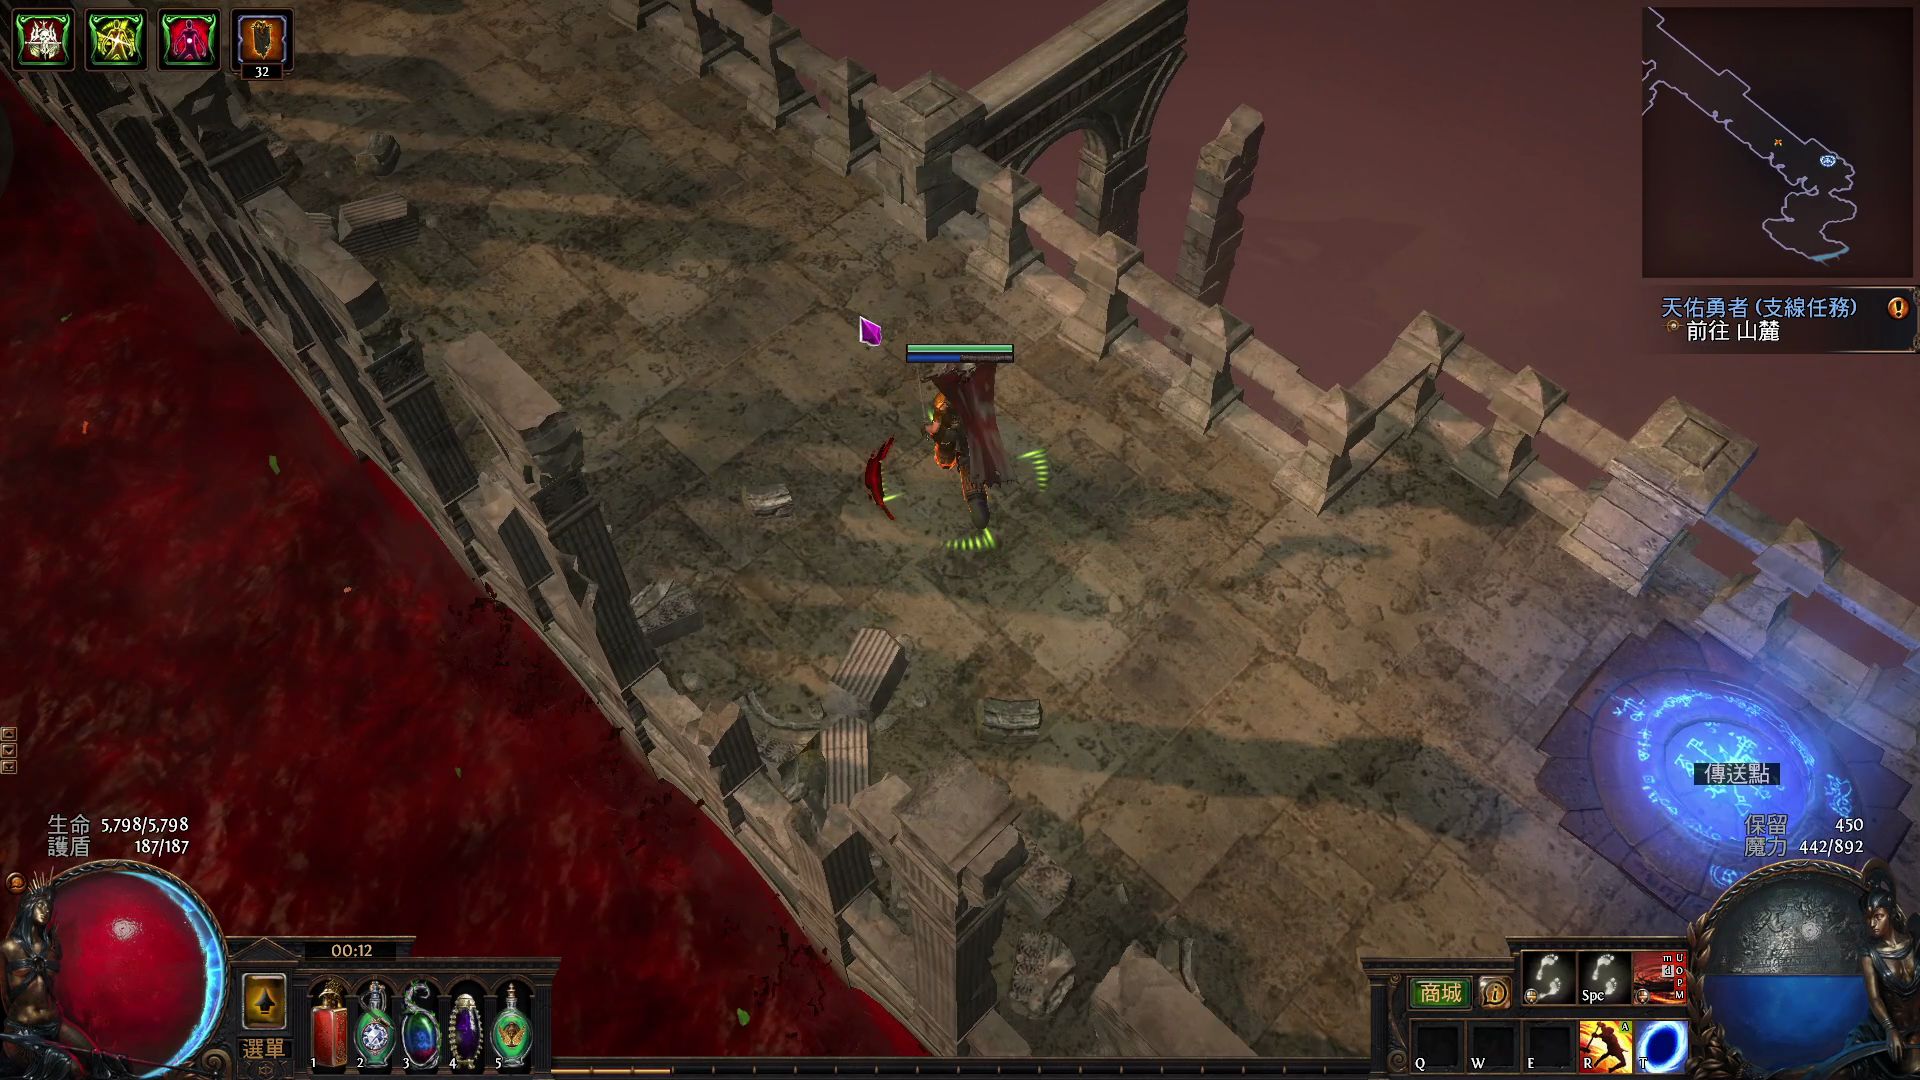 32
天佑勇者 (支線任務)
前往 山麓
傳送點
生命 5,798/5,798
護盾 187/187
保留 450
魔力 442/892
00:12
選單
1 2 3 4 5
商城
Spc
m U
d O
P
M
Q W E R A T